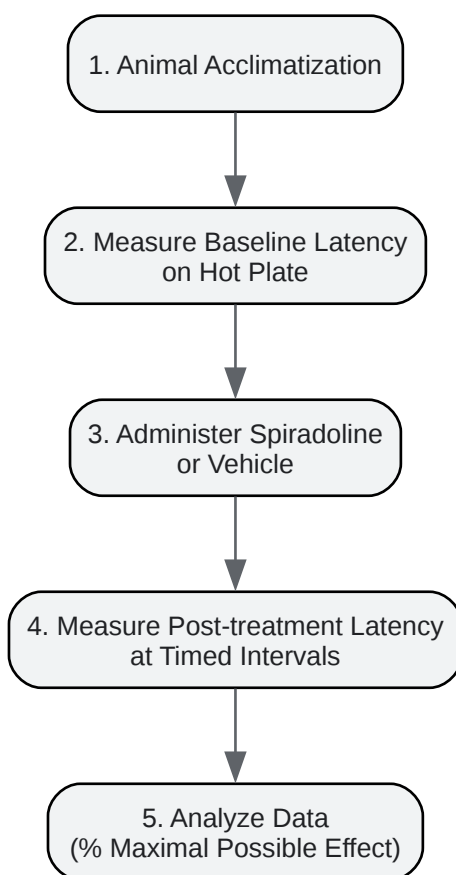 1. Animal Acclimatization
2. Measure Baseline Latency
on Hot Plate
3. Administer Spiradoline
or Vehicle
4. Measure Post-treatment Latency
at Timed Intervals
5. Analyze Data
(% Maximal Possible Effect)